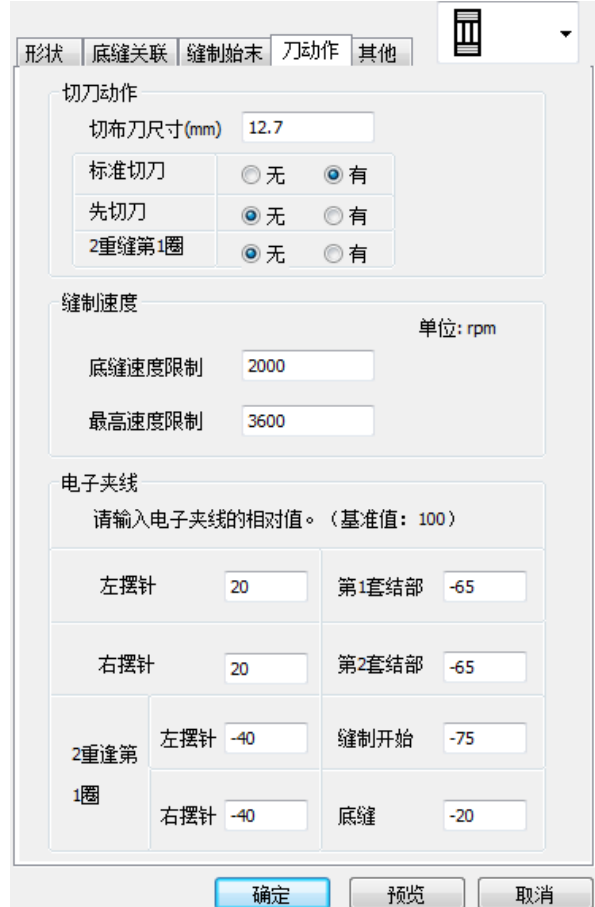 形状 底缝关联 缝制始末 刀动作 其他
切刀动作
切布刀尺寸(mm) 12.7
标准切刀 无 有
先切刀 无 有
2重缝第1圈 无 有
缝制速度
单位: rpm
底缝速度限制 2000
最高速度限制 3600
电子夹线
请输入电子夹线的相对值。（基准值：100）
左摆针 20 第1套结部 -65
右摆针 20 第2套结部 -65
2重逢第
1圈
左摆针 -40 缝制开始 -75
右摆针 -40 底缝 -20
确定 预览 取消